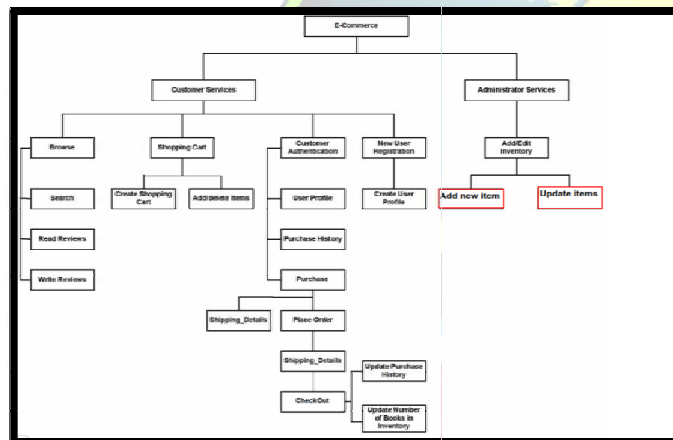 E-Commerce
Customer Services
Administrator Services
Browse
Shopping Cart
Customer
Authentication
New User
Registration
Add/Edit
Inventory
Search
Create Shopping
Cart
Add/delete Items
User Profile
Create User
Profile
Add new item
Update items
Read Reviews
Purchase History
Write Reviews
Purchase
Shipping_Details
Place Order
Shipping_Details
Update Purchase
History
CheckOut
Update Number
of Books in
Inventory